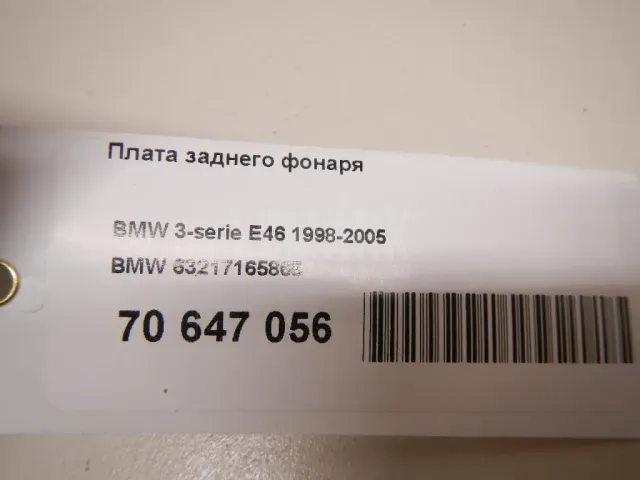 Плата заднего фонаря
BMW 3-serie E46 1998-2005
BMW 63217165865
70 647 056